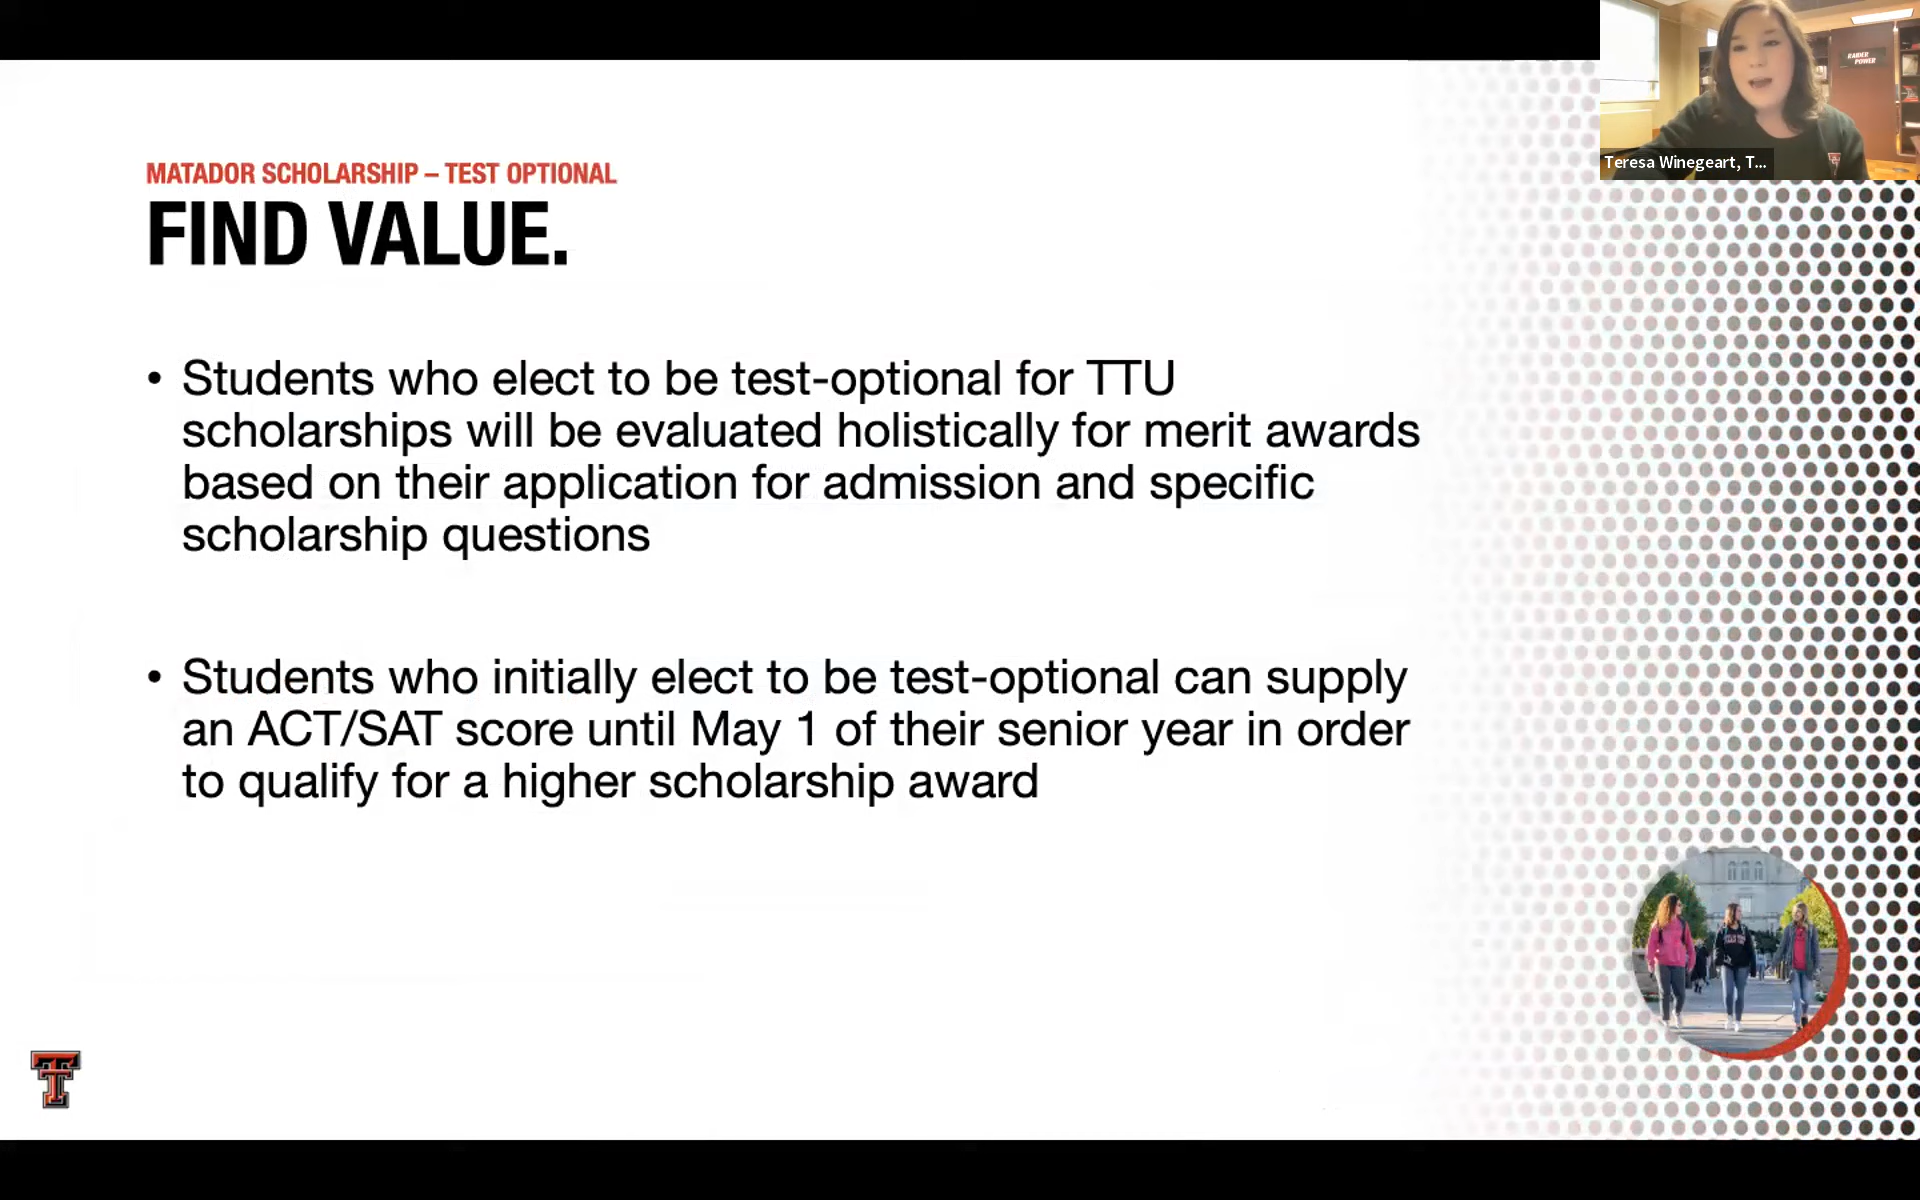 MATADOR SCHOLARSHIP – TEST OPTIONAL
FIND VALUE.
• Students who elect to be test-optional for TTU
scholarships will be evaluated holistically for merit awards
based on their application for admission and specific
scholarship questions
• Students who initially elect to be test-optional can supply
an ACT/SAT score until May 1 of their senior year in order
to qualify for a higher scholarship award
RAIDER
POWER
Teresa Winegeart, T...